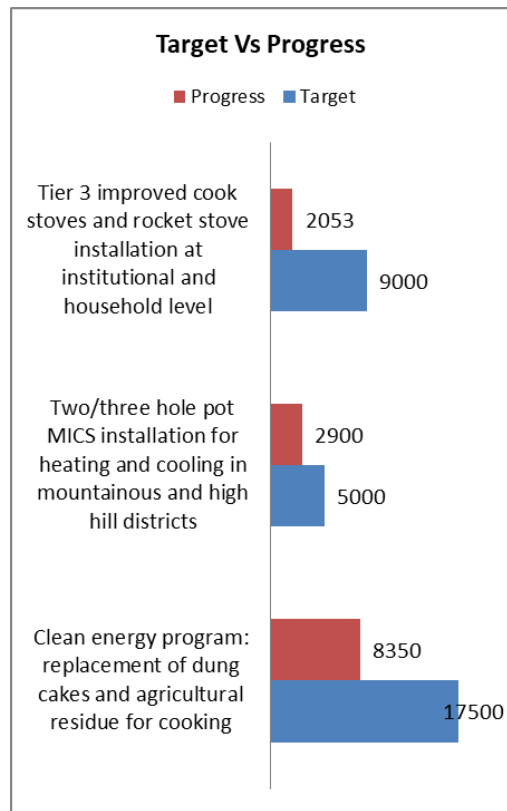 Target Vs Progress
Progress Target
Tier 3 improved cook
stoves and rocket stove
installation at
institutional and
household level
2053
9000
Two/three hole pot
MICS installation for
heating and cooling in
mountainous and high
hill districts
2900
5000
Clean energy program:
replacement of dung
cakes and agricultural
residue for cooking
8350
17500